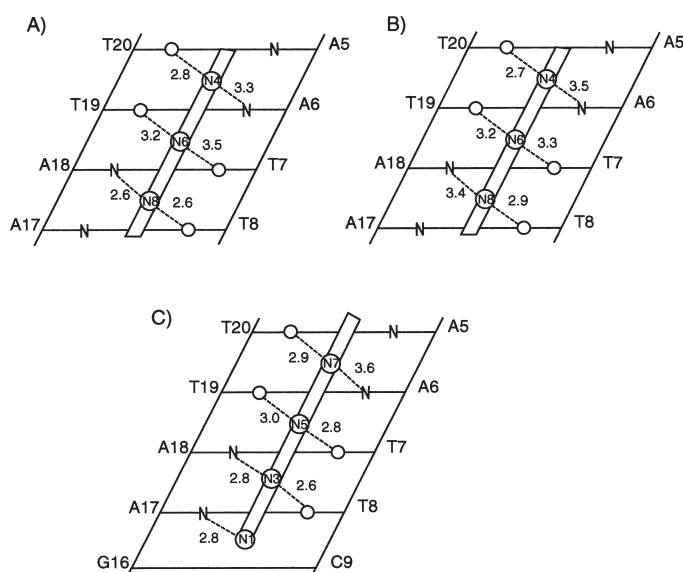 A)
T20 N A5
2.8 N4 3.3
T19 N A6
3.2 N6 3.5
A18 N T7
2.6 N8 2.6
A17 N T8
B)
T20 N A5
2.7 N4 3.5
T19 N A6
3.2 N6 3.3
A18 N T7
3.4 N8 2.9
A17 N T8
C)
T20 N A5
2.9 N7 3.6
T19 N A6
3.0 N5 2.8
A18 N T7
2.8 N3 2.6
A17 N T8
2.8 N1
G16 C9